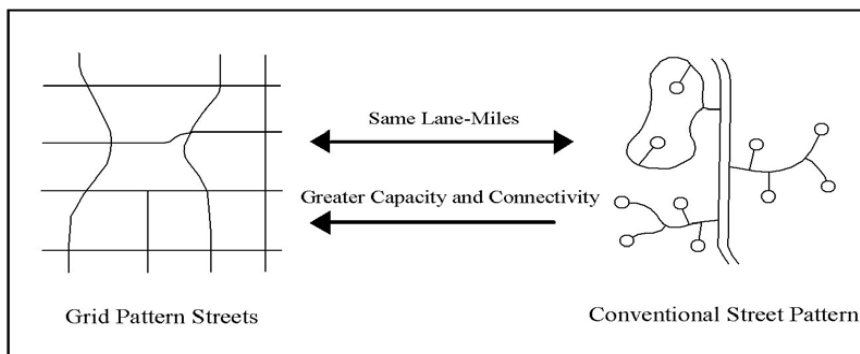 Same Lane-Miles
Greater Capacity and Connectivity
Grid Pattern Streets
Conventional Street Pattern